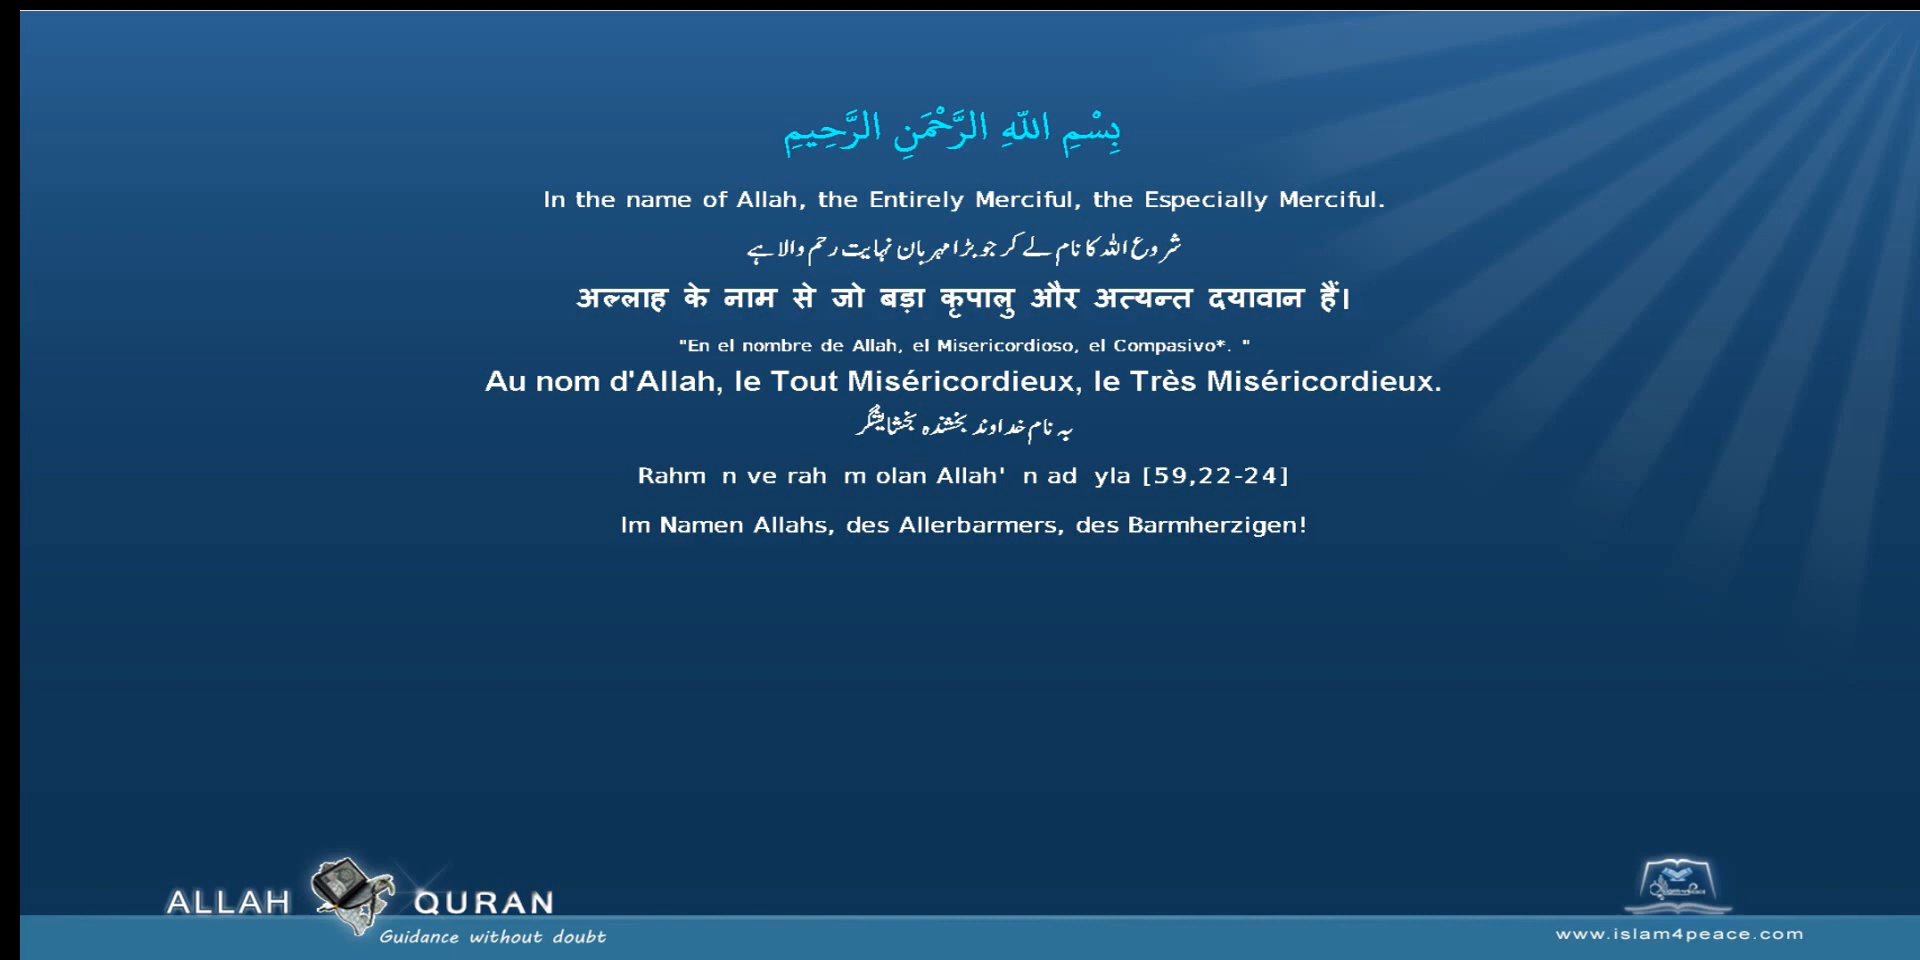 بِسْمِ اللَّهِ الرَّحْمَنِ الرَّحِيمِ
In the name of Allah, the Entirely Merciful, the Especially Merciful.
شروع الله کا نام لے کر جو بڑا مہربان نہایت رحم والا ہے
अल्लाह के नाम से जो बड़ा कृपालु और अत्यन्त दयावान हैं।
"En el nombre de Allah, el Misericordioso, el Compasivo*. "
Au nom d'Allah, le Tout Miséricordieux, le Très Miséricordieux.
به نام خداوند بخشنده بخشایشگر
Rahm n ve rah m olan Allah' n ad yla [59,22-24]
Im Namen Allahs, des Allerbarmers, des Barmherzigen!
ALLAH QURAN
Guidance without doubt
www.islam4peace.com